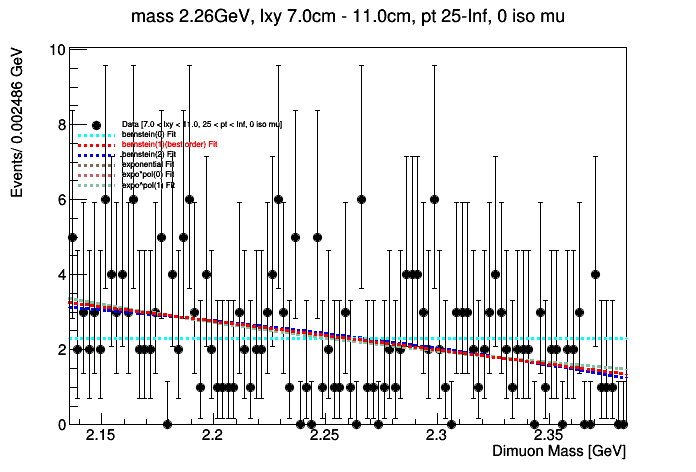 mass 2.26GeV, lxy 7.0cm - 11.0cm, pt 25-Inf, 0 iso mu
Events/ 0.002486 GeV
10
8
6
4
2
0
Data [7.0 < lxy < 11.0, 25 < pt < Inf, 0 iso mu]
bernstein(0) Fit
bernstein(1)(best order) Fit
bernstein(2) Fit
exponential Fit
expo*pol(0) Fit
expo*pol(1) Fit
2.15
2.2
2.25
2.3
2.35
Dimuon Mass [GeV]